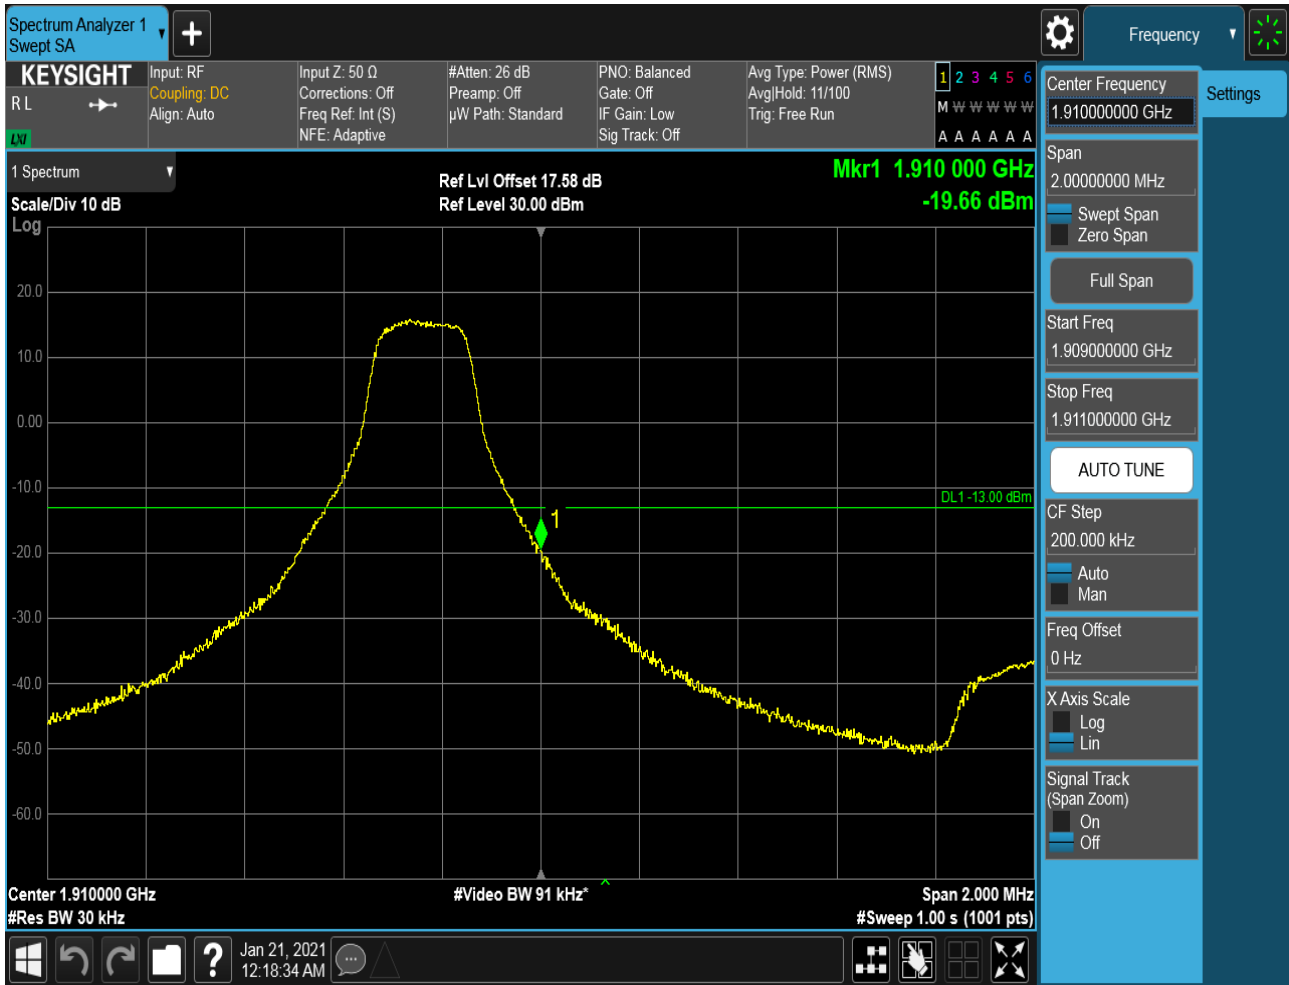 Spectrum Analyzer 1
Swept SA
Frequency
KEYSIGHT
R L
LXI
Input: RF
Coupling: DC
Align: Auto
Input Z: 50 Ω
Corrections: Off
Freq Ref: Int (S)
NFE: Adaptive
#Atten: 26 dB
Preamp: Off
µW Path: Standard
PNO: Balanced
Gate: Off
IF Gain: Low
Sig Track: Off
Avg Type: Power (RMS)
Avg|Hold: 11/100
Trig: Free Run
1 2 3 4 5 6
M W W W W W
A A A A A A
1 Spectrum
Scale/Div 10 dB
Log
Ref Lvl Offset 17.58 dB
Ref Level 30.00 dBm
Mkr1 1.910 000 GHz
-19.66 dBm
20.0
10.0
0.00
-10.0
-20.0
-30.0
-40.0
-50.0
-60.0
DL1 -13.00 dBm
1
Center 1.910000 GHz
#Res BW 30 kHz
#Video BW 91 kHz*
Span 2.000 MHz
#Sweep 1.00 s (1001 pts)
Jan 21, 2021
12:18:34 AM
Center Frequency
1.910000000 GHz
Settings
Span
2.00000000 MHz
Swept Span
Zero Span
Full Span
Start Freq
1.909000000 GHz
Stop Freq
1.911000000 GHz
AUTO TUNE
CF Step
200.000 kHz
Auto
Man
Freq Offset
0 Hz
X Axis Scale
Log
Lin
Signal Track
(Span Zoom)
On
Off